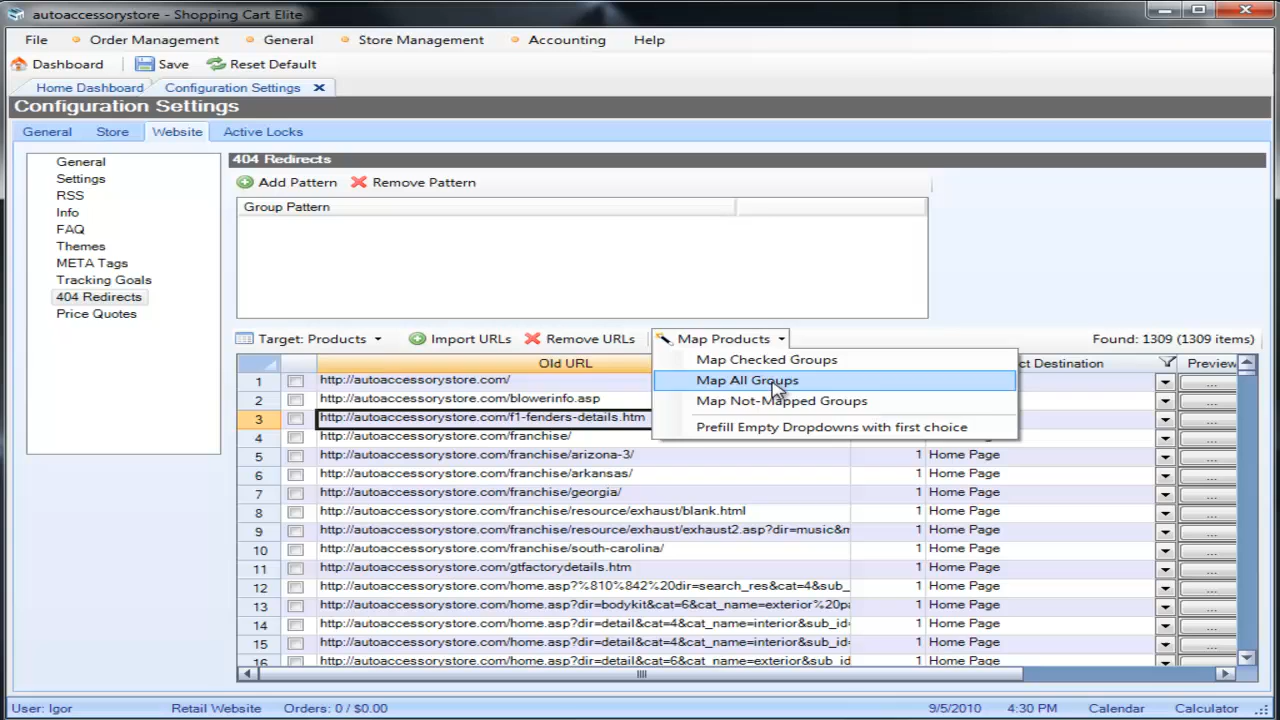 autoaccessorystore - Shopping Cart Elite
File Order Management General Store Management Accounting Help
Dashboard Save Reset Default
Home Dashboard Configuration Settings
Configuration Settings
General Store Website Active Locks
General
Settings
RSS
Info
FAQ
Themes
META Tags
Tracking Goals
404 Redirects
Price Quotes
404 Redirects
Add Pattern Remove Pattern
Group Pattern
Target: Products Import URLs Remove URLs Map Products Found: 1309 (1309 items)
Map Checked Groups
Map All Groups
Map Not-Mapped Groups
Prefill Empty Dropdowns with first choice
Old URL ct Destination Preview
1 http://autoaccessorystore.com/ ...
2 http://autoaccessorystore.com/blowerinfo.asp ...
3 http://autoaccessorystore.com/f1-fenders-details.htm ...
4 http://autoaccessorystore.com/franchise/ ...
5 http://autoaccessorystore.com/franchise/arizona-3/ 1 Home Page ...
6 http://autoaccessorystore.com/franchise/arkansas/ 1 Home Page ...
7 http://autoaccessorystore.com/franchise/georgia/ 1 Home Page ...
8 http://autoaccessorystore.com/franchise/resource/exhaust/blank.html 1 Home Page ...
9 http://autoaccessorystore.com/franchise/resource/exhaust/exhaust2.asp?dir=music&m 1 Home Page ...
10 http://autoaccessorystore.com/franchise/south-carolina/ 1 Home Page ...
11 http://autoaccessorystore.com/gtfactorydetails.htm 1 Home Page ...
12 http://autoaccessorystore.com/home.asp?%810%842%20dir=search_res&cat=4&sub_ 1 Home Page ...
13 http://autoaccessorystore.com/home.asp?dir=bodykit&cat=6&cat_name=exterior%20pa 1 Home Page ...
14 http://autoaccessorystore.com/home.asp?dir=detail&cat=4&cat_name=interior&sub_id= 1 Home Page ...
15 http://autoaccessorystore.com/home.asp?dir=detail&cat=4&cat_name=interior&sub_id= 1 Home Page ...
16 http://autoaccessorystore.com/home.asp?dir=detail&cat=6&cat_name=exterior&sub_id 1 Home Page ...
User: Igor Retail Website Orders: 0 / $0.00 9/5/2010 4:30 PM Calendar Calculator